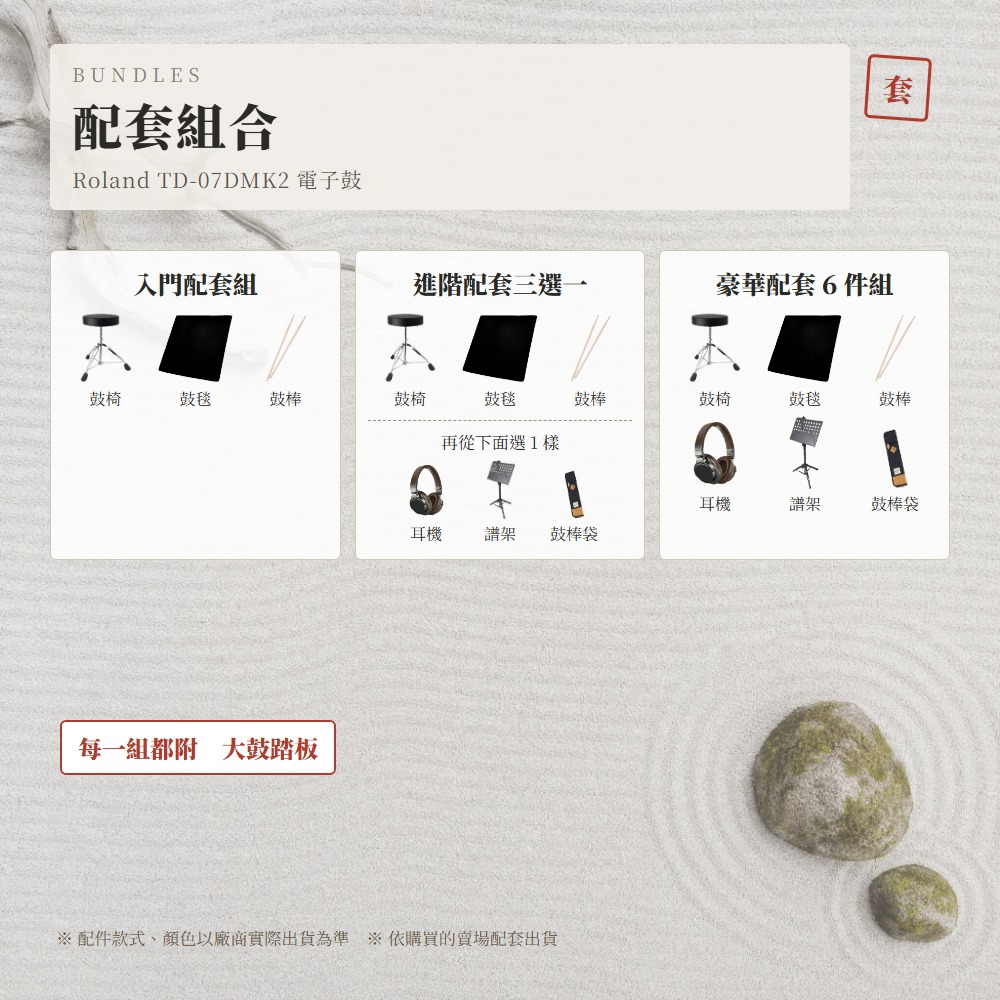 BUNDLES
配套組合
Roland TD-07DMK2 電子鼓
套
入門配套組
鼓椅 鼓毯 鼓棒
進階配套三選一
鼓椅 鼓毯 鼓棒
再從下面選 1 樣
耳機 譜架 鼓棒袋
豪華配套 6 件組
鼓椅 鼓毯 鼓棒
耳機 譜架 鼓棒袋
每一組都附 大鼓踏板
※ 配件款式、顏色以廠商實際出貨為準 ※ 依購買的賣場配套出貨